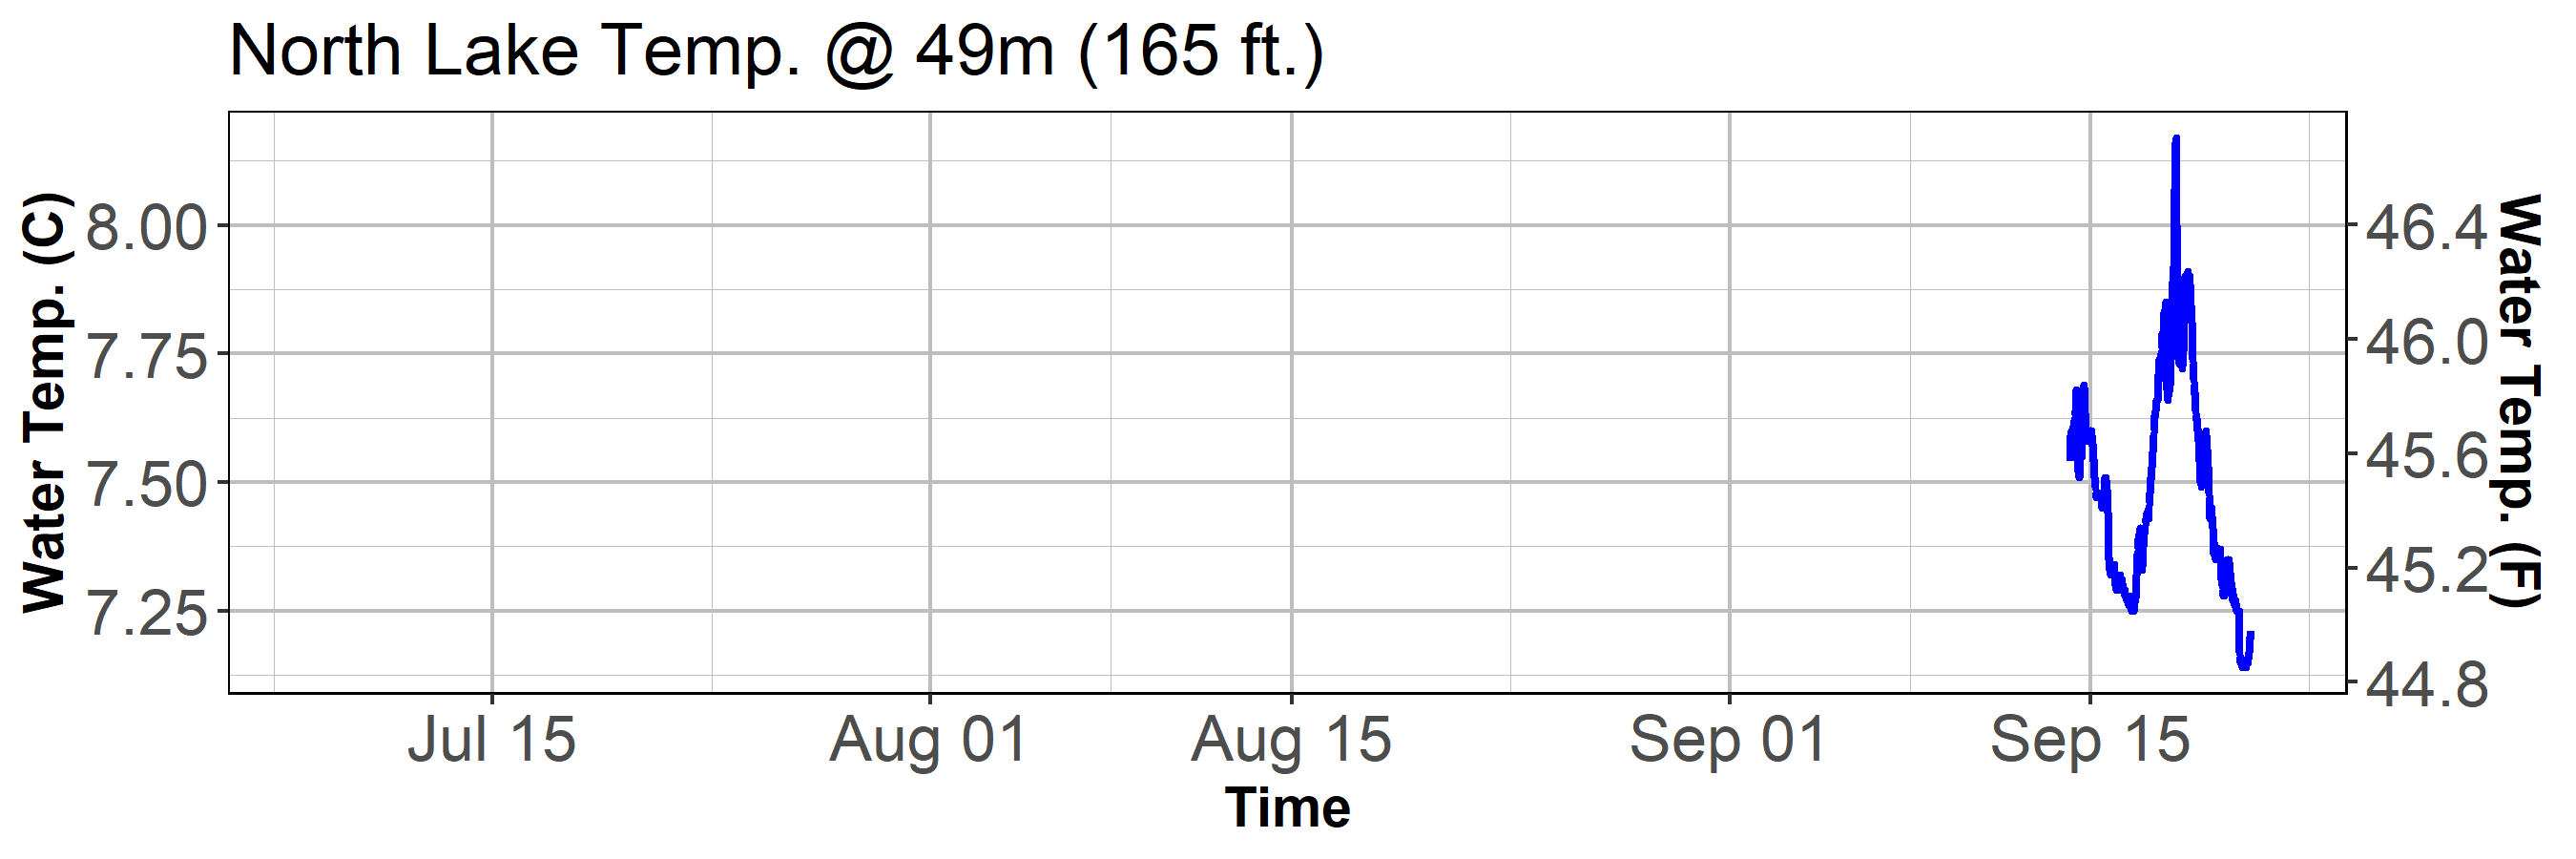 North Lake Temp. @ 49m (165 ft.)
Water Temp. (C)
8.00
7.75
7.50
7.25
46.4
46.0
45.6
45.2
44.8
Water Temp. (F)
Jul 15
Aug 01
Aug 15
Sep 01
Sep 15
Time